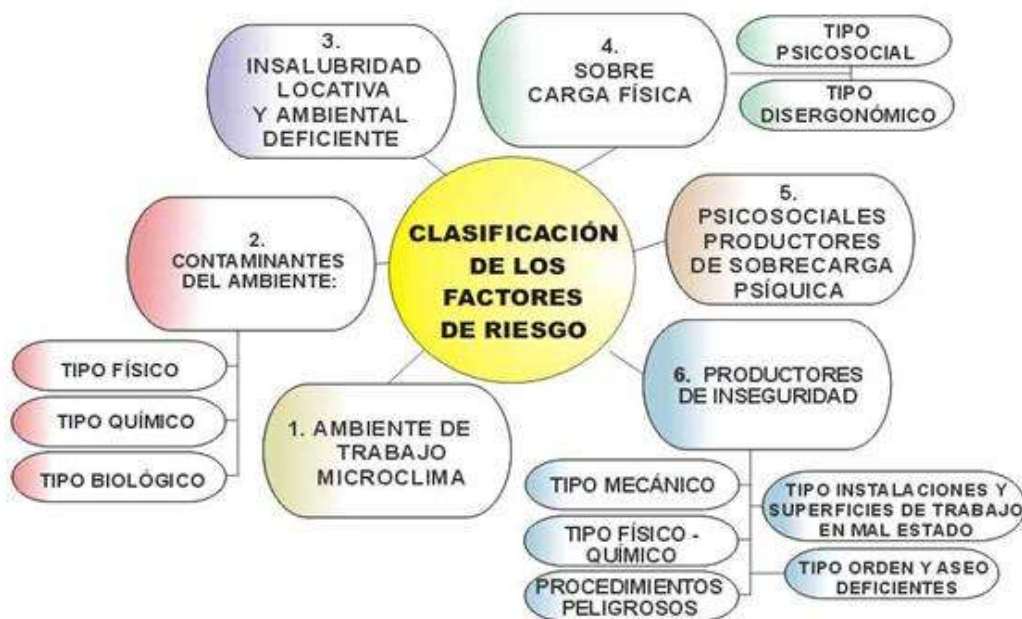 CLASIFICACIÓN
DE LOS
FACTORES
DE RIESGO
1. AMBIENTE DE
TRABAJO
MICROCLIMA
2.
CONTAMINANTES
DEL AMBIENTE:
TIPO FÍSICO
TIPO QUÍMICO
TIPO BIOLÓGICO
3.
INSALUBRIDAD
LOCATIVA
Y AMBIENTAL
DEFICIENTE
4.
SOBRE
CARGA FÍSICA
TIPO
PSICOSOCIAL
TIPO
DISERGONÓMICO
5.
PSICOSOCIALES
PRODUCTORES
DE SOBRECARGA
PSÍQUICA
6. PRODUCTORES
DE INSEGURIDAD
TIPO MECÁNICO
TIPO FÍSICO -
QUÍMICO
PROCEDIMIENTOS
PELIGROSOS
TIPO INSTALACIONES Y
SUPERFICIES DE TRABAJO
EN MAL ESTADO
TIPO ORDEN Y ASEO
DEFICIENTES